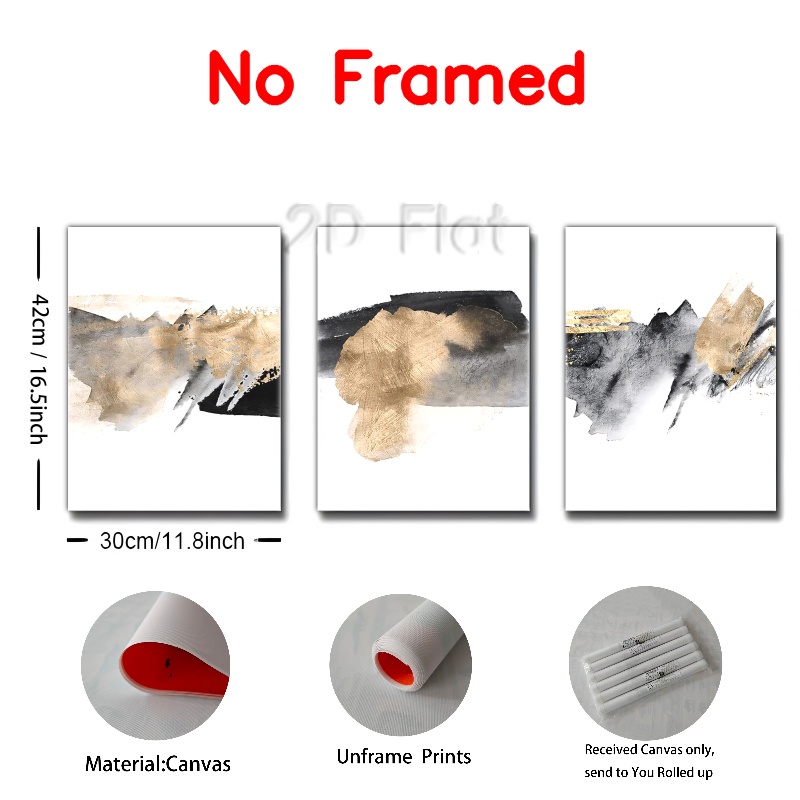 No Framed
2D Flat
42cm / 16.5inch
30cm/11.8inch
Material:Canvas
Unframe Prints
Received Canvas only,
send to You Rolled up